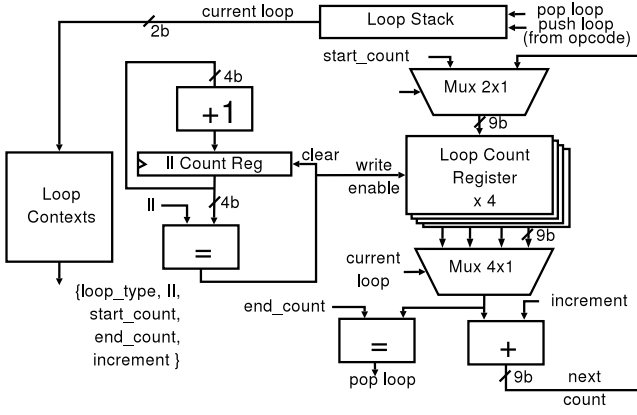 current loop
Loop Stack
pop loop
push loop
(from opcode)
2b
start_count
4b
Mux 2x1
+1
9b
II Count Reg
clear
write
enable
Loop Count
Register
x 4
Loop
Contexts
II
4b
=
9b
current
loop
Mux 4x1
{loop_type, II,
start_count,
end_count,
increment }
end_count
increment
=
+
pop loop
9b
next
count